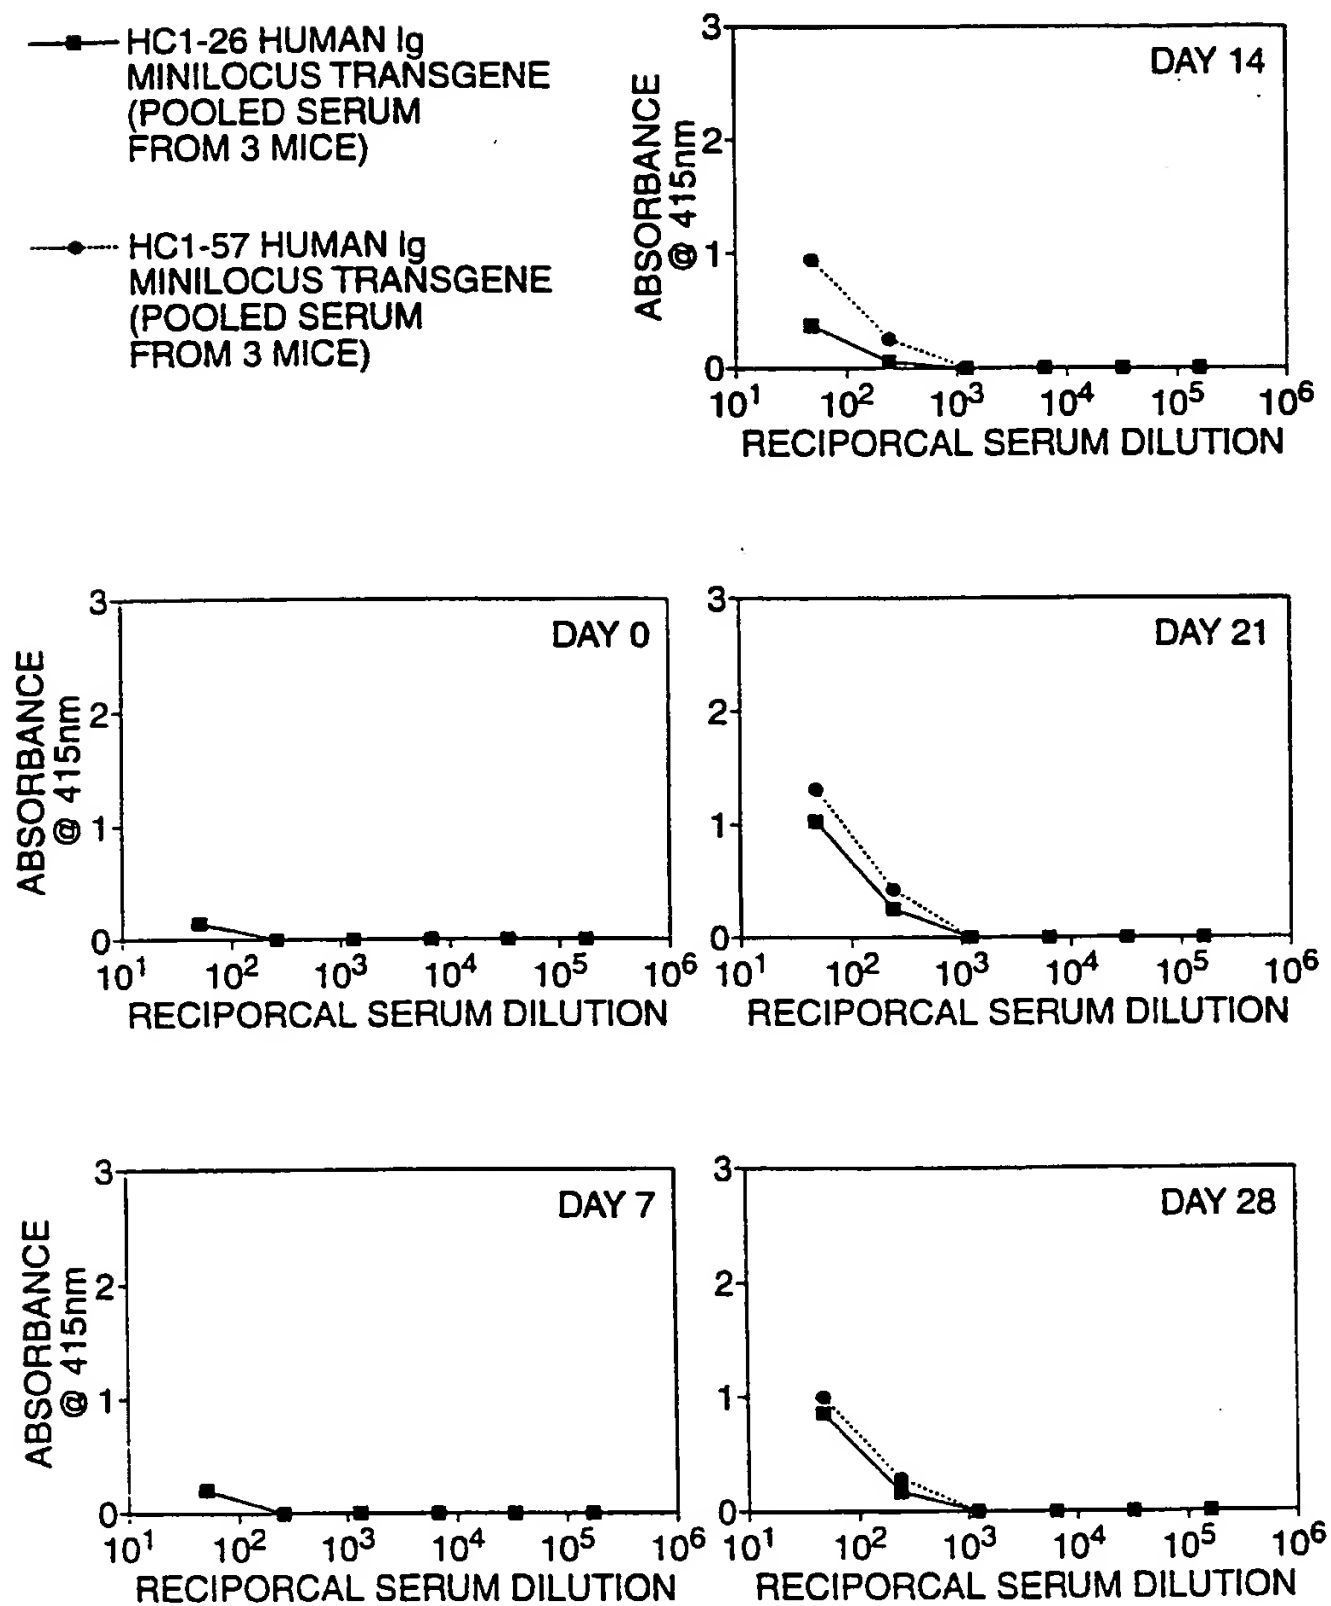 HC1-26 HUMAN Ig
MINILOCUS TRANSGENE
(POOLED SERUM
FROM 3 MICE)
HC1-57 HUMAN Ig
MINILOCUS TRANSGENE
(POOLED SERUM
FROM 3 MICE)
DAY 14
ABSORBANCE
@ 415nm
3
2
1
0
10¹ 10² 10³ 10⁴ 10⁵ 10⁶
RECIPORCAL SERUM DILUTION
DAY 0
ABSORBANCE
@ 415nm
3
2
1
0
10¹ 10² 10³ 10⁴ 10⁵ 10⁶
RECIPORCAL SERUM DILUTION
DAY 21
3
2
1
0
10¹ 10² 10³ 10⁴ 10⁵ 10⁶
RECIPORCAL SERUM DILUTION
DAY 7
ABSORBANCE
@ 415nm
3
2
1
0
10¹ 10² 10³ 10⁴ 10⁵ 10⁶
RECIPORCAL SERUM DILUTION
DAY 28
3
2
1
0
10¹ 10² 10³ 10⁴ 10⁵ 10⁶
RECIPORCAL SERUM DILUTION